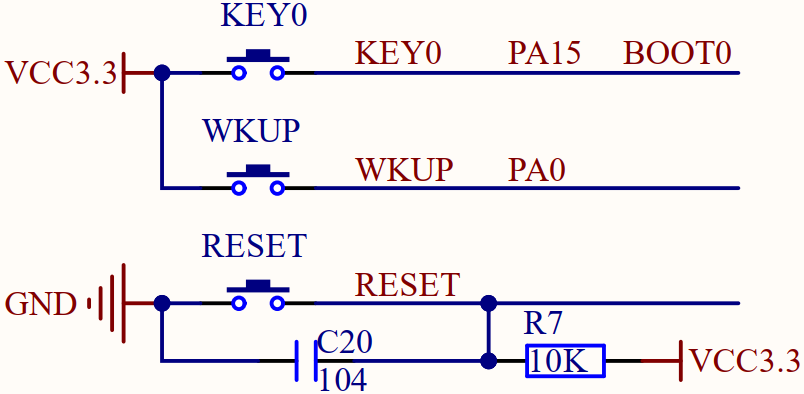 KEY0
VCC3.3 KEY0 PA15 BOOT0
WKUP
WKUP PA0
RESET
GND RESET
R7
C20 10K VCC3.3
104